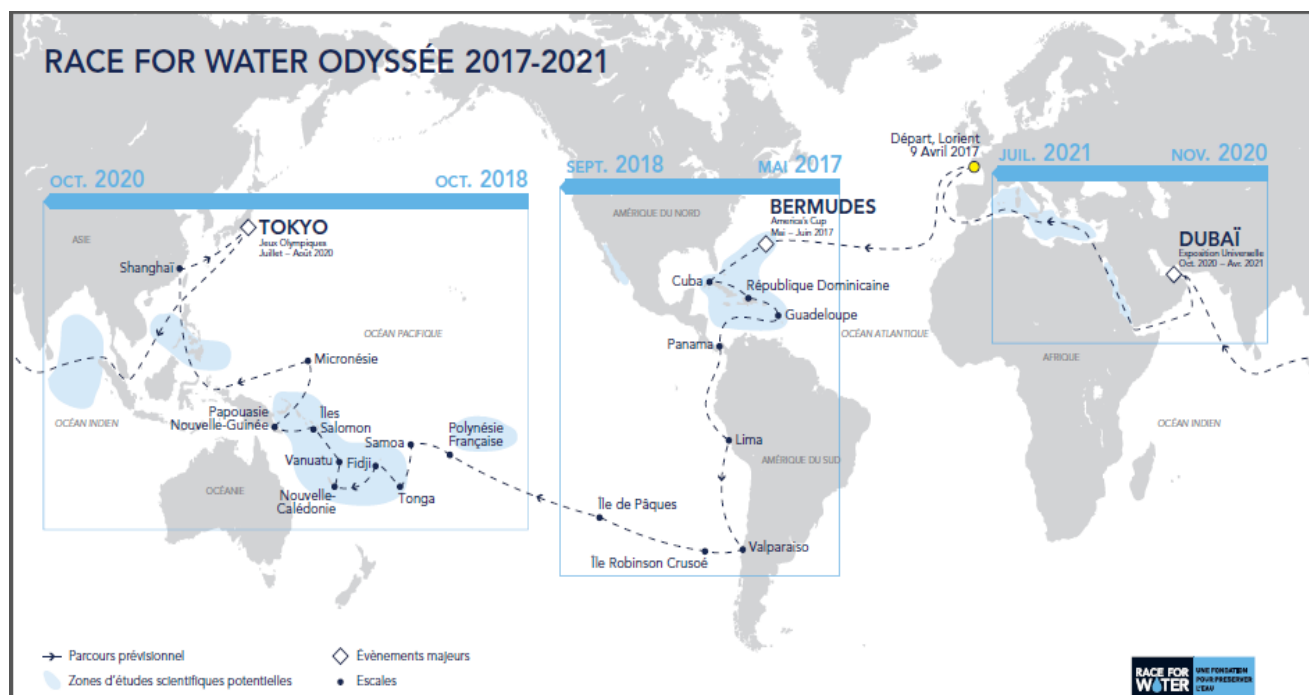 RACE FOR WATER ODYSSÉE 2017-2021
Départ, Lorient
9 Avril 2017
OCT. 2020
OCT. 2018
SEPT. 2018
MAI 2017
JUIL. 2021
NOV. 2020
TOKYO
Jeux Olympiques
Juillet – Août 2020
ASIE
Shanghaï
AMÉRIQUE DU NORD
BERMUDES
America's Cup
Mai – Juin 2017
DUBAÏ
Exposition Universelle
Oct. 2020 – Avr. 2021
Cuba
République Dominicaine
Guadeloupe
OCÉAN PACIFIQUE
OCÉAN ATLANTIQUE
Panama
Micronésie
AFRIQUE
OCÉAN INDIEN
Papouasie
Nouvelle-Guinée
Îles
Salomon
Samoa
Polynésie
Française
Lima
OCÉAN INDIEN
Vanuatu
Fidji
AMÉRIQUE DU SUD
OCÉANIE
Nouvelle-
Calédonie
Tonga
Île de Pâques
Île Robinson Crusoé
Valparaiso
Parcours prévisionnel
Évènements majeurs
Zones d'études scientifiques potentielles
Escales
RACE FOR
WATER
UNE FONDATION
POUR PRÉSERVER
L'EAU